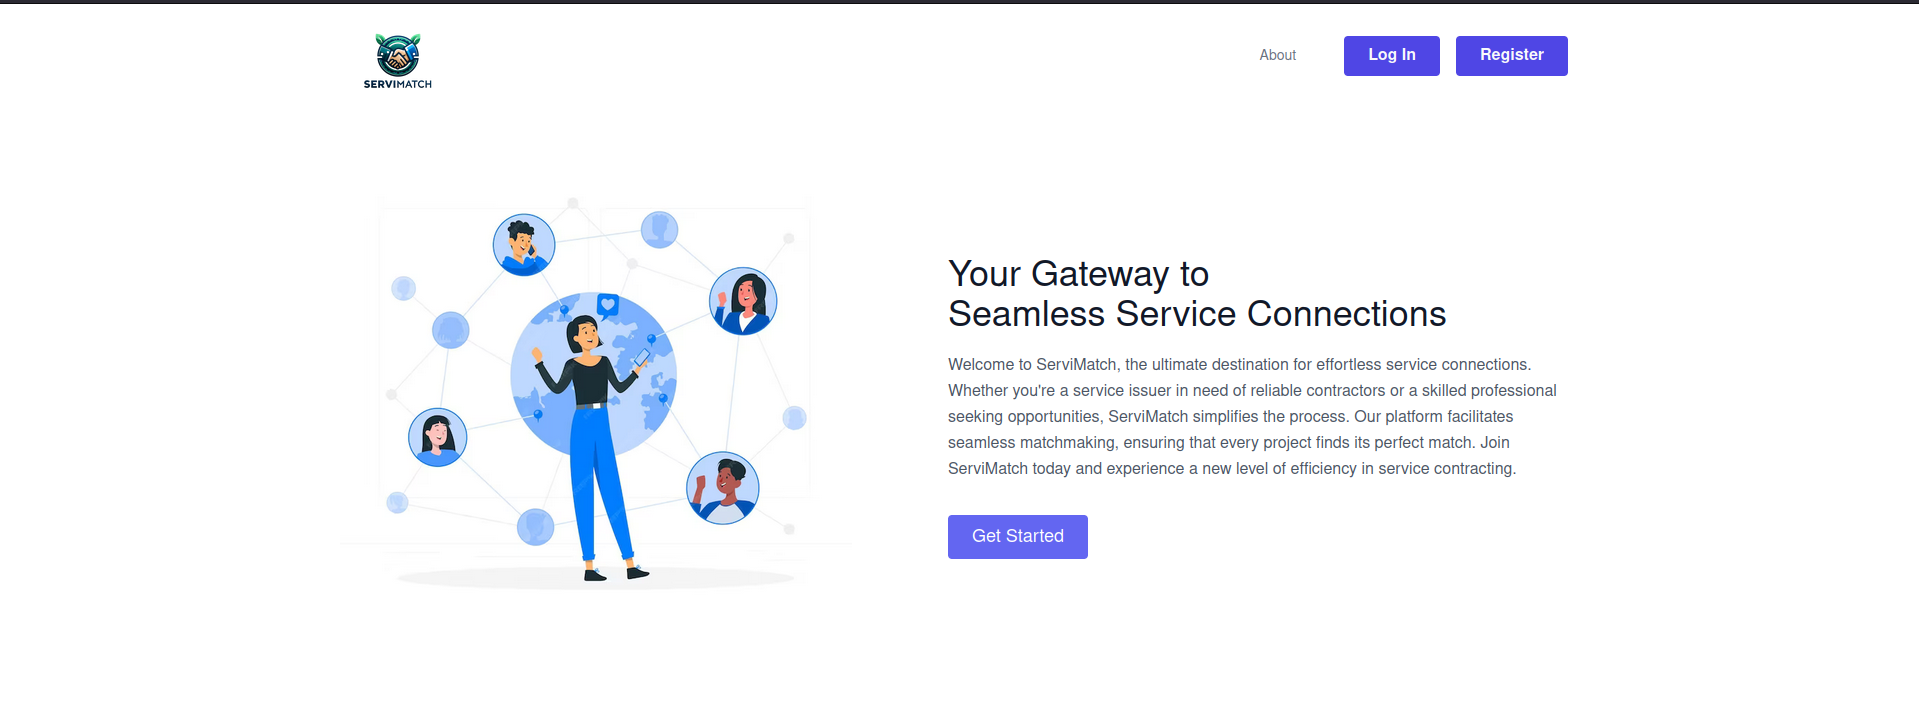 SERVIMATCH
About
Log In
Register
Your Gateway to
Seamless Service Connections
Welcome to ServiMatch, the ultimate destination for effortless service connections.
Whether you're a service issuer in need of reliable contractors or a skilled professional
seeking opportunities, ServiMatch simplifies the process. Our platform facilitates
seamless matchmaking, ensuring that every project finds its perfect match. Join
ServiMatch today and experience a new level of efficiency in service contracting.
Get Started